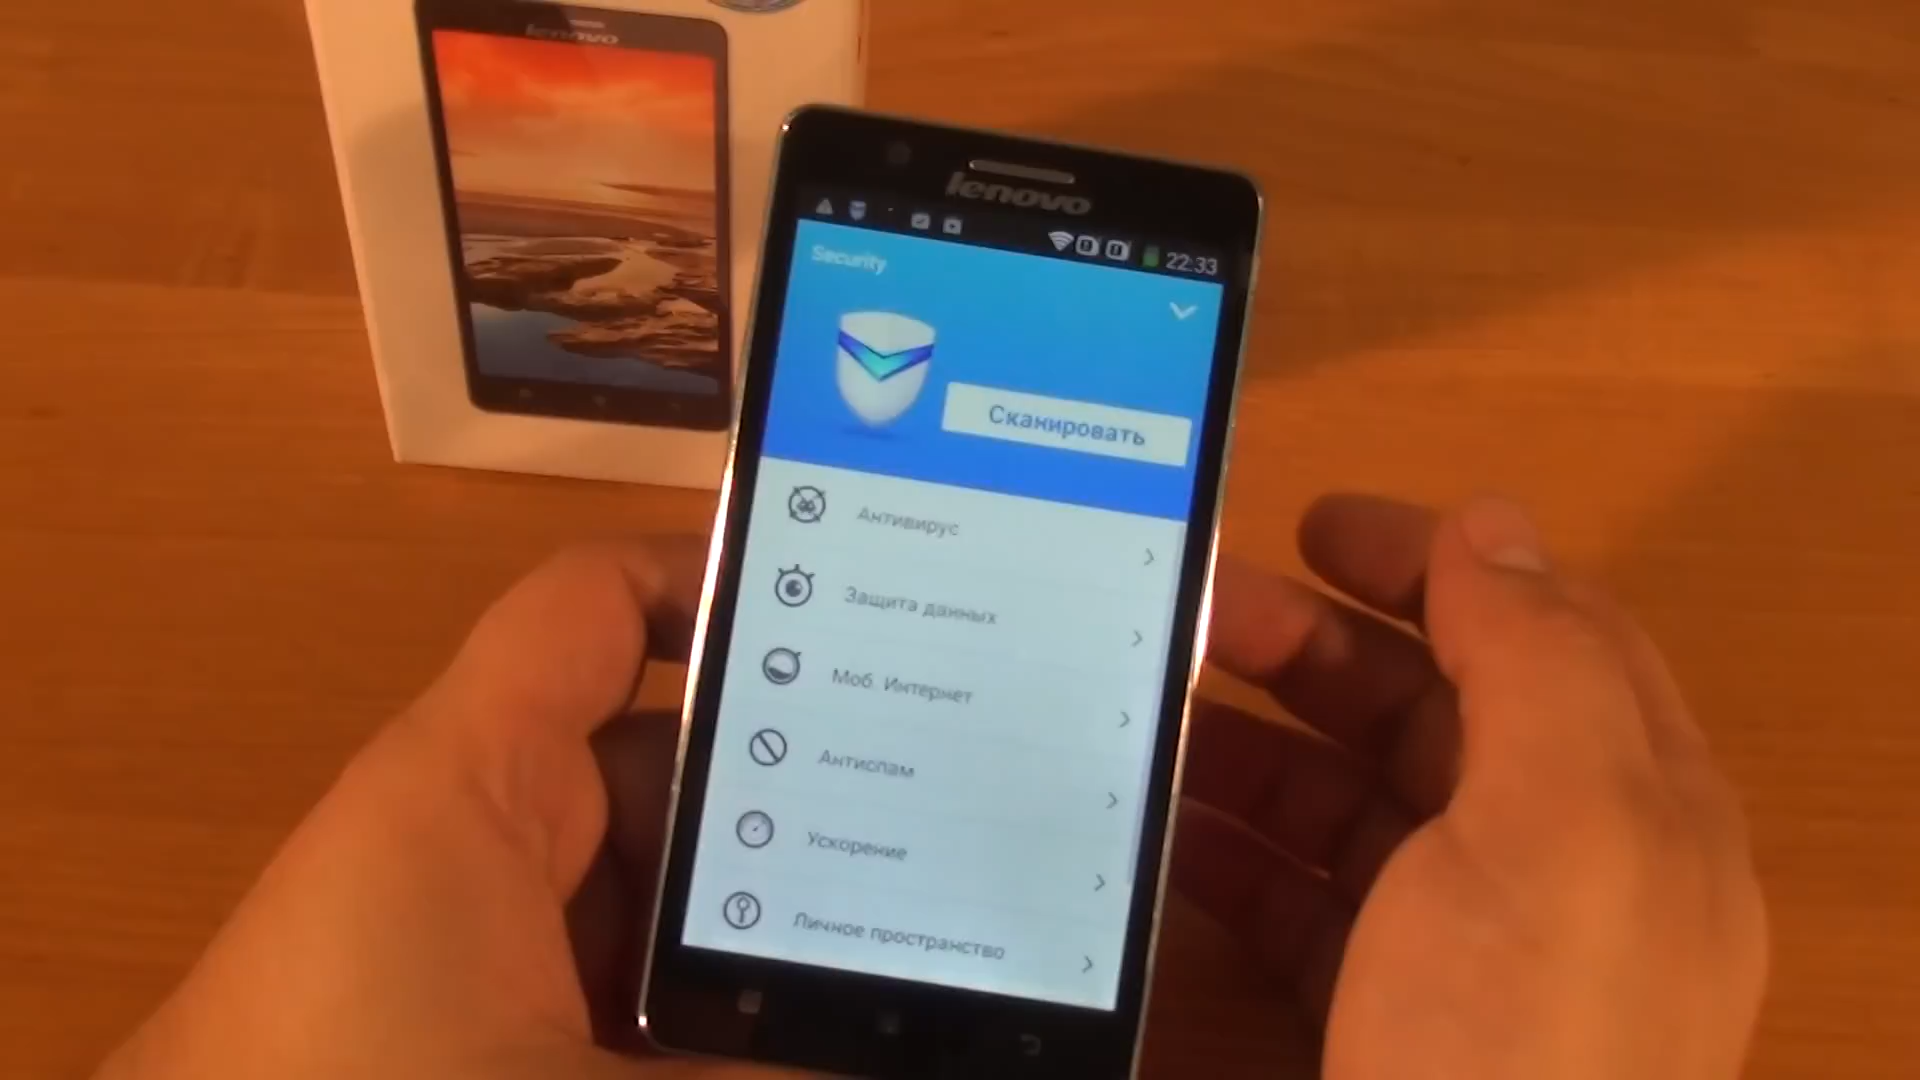 lenovo
lenovo
22:33
Security
Сканировать
Антивирус
Защита данных
Моб. Интернет
Антиспам
Ускорение
Личное пространство